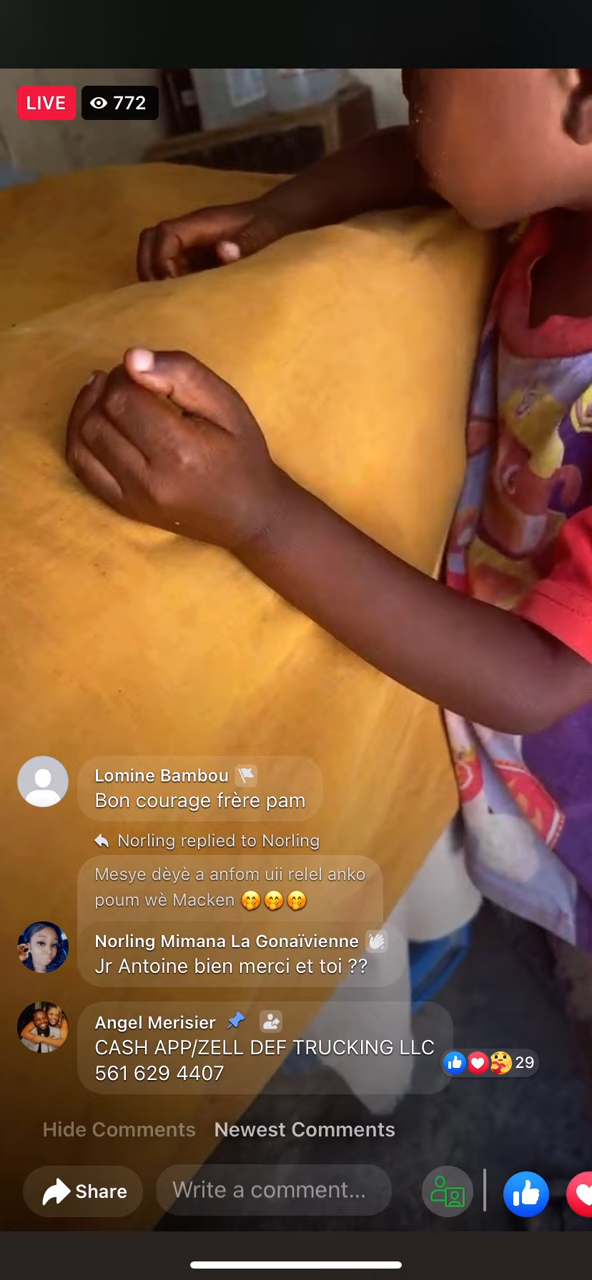 LIVE 772
Lomine Bambou
Bon courage frère pam
Norling replied to Norling
Mesye dèyè a anfom uii relel anko
poum wè Macken 🤭🤭🤭
Norling Mimana La Gonaïvienne
Jr Antoine bien merci et toi ??
Angel Merisier
CASH APP/ZELL DEF TRUCKING LLC
561 629 4407
29
Hide Comments Newest Comments
Share Write a comment...